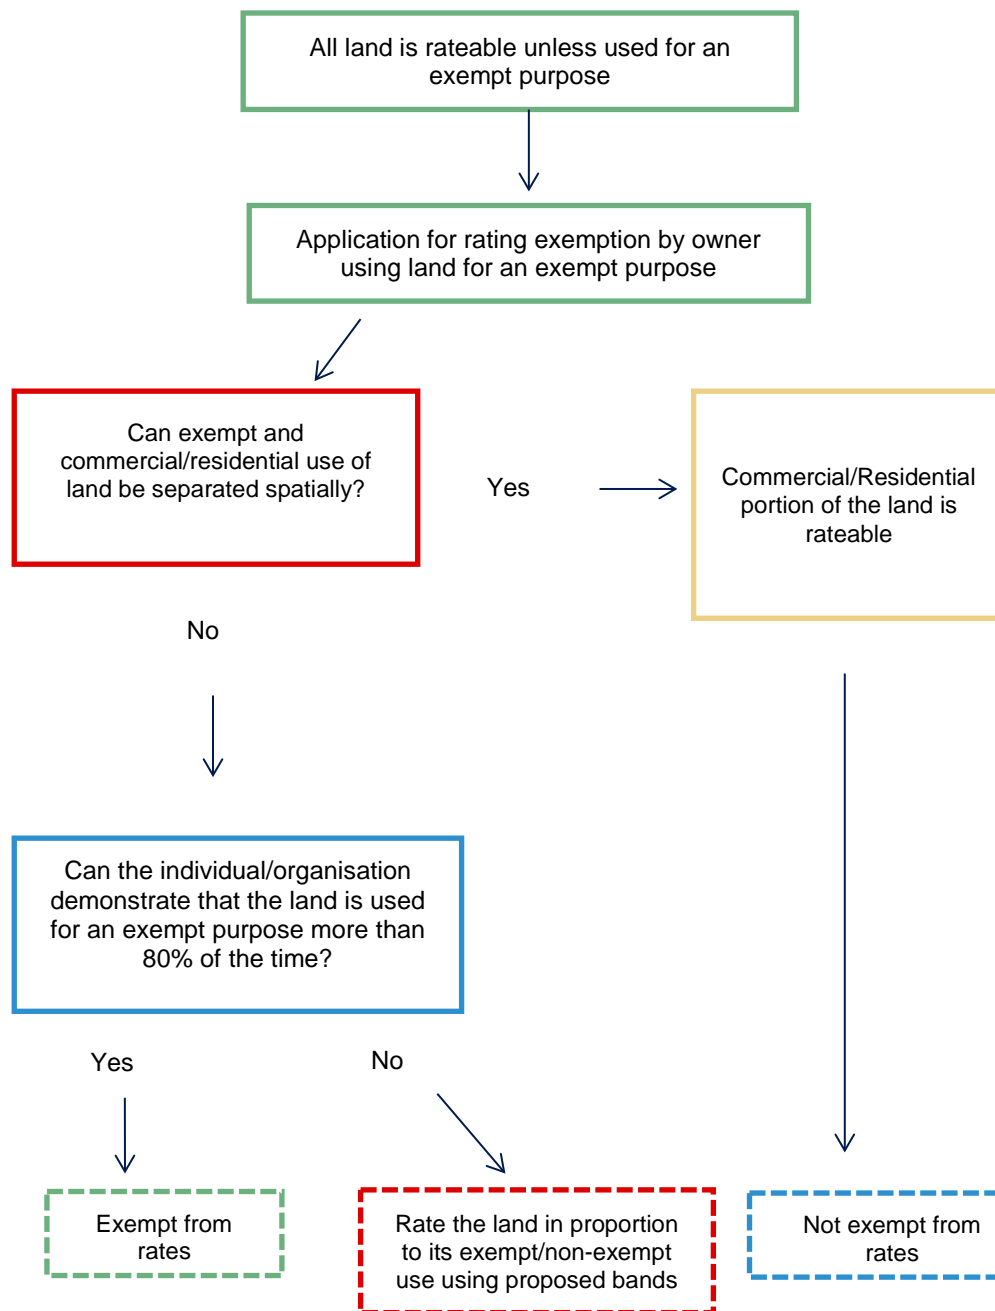 All land is rateable unless used for an
exempt purpose
Application for rating exemption by owner
using land for an exempt purpose
Can exempt and
commercial/residential use of
land be separated spatially?
Yes
Commercial/Residential
portion of the land is
rateable
No
Can the individual/organisation
demonstrate that the land is used
for an exempt purpose more than
80% of the time?
Yes
No
Exempt from
rates
Rate the land in proportion
to its exempt/non-exempt
use using proposed bands
Not exempt from
rates